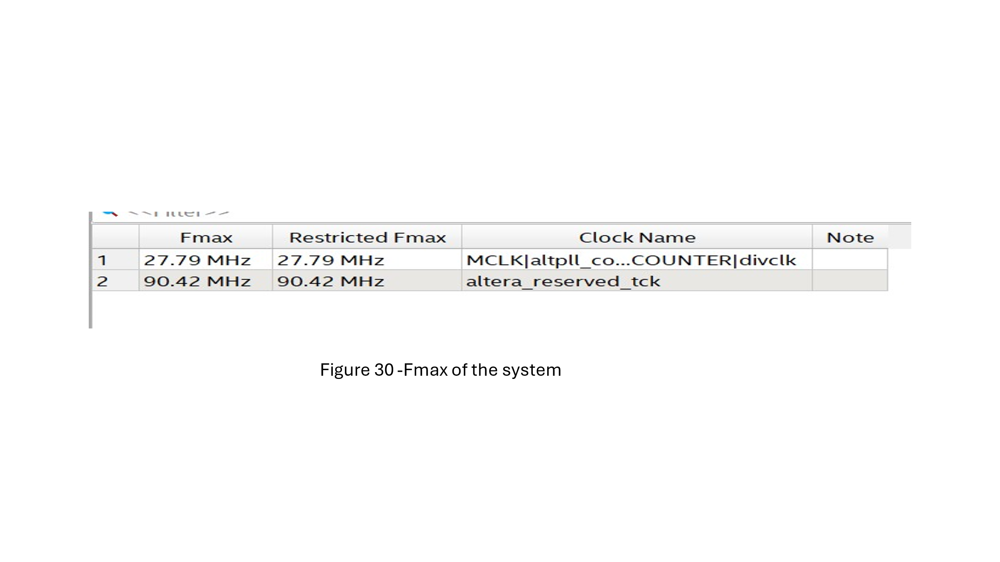 <<Filter>>
Fmax Restricted Fmax Clock Name Note
1 27.79 MHz 27.79 MHz MCLK|altpll_co...COUNTER|divclk
2 90.42 MHz 90.42 MHz altera_reserved_tck
Figure 30 -Fmax of the system